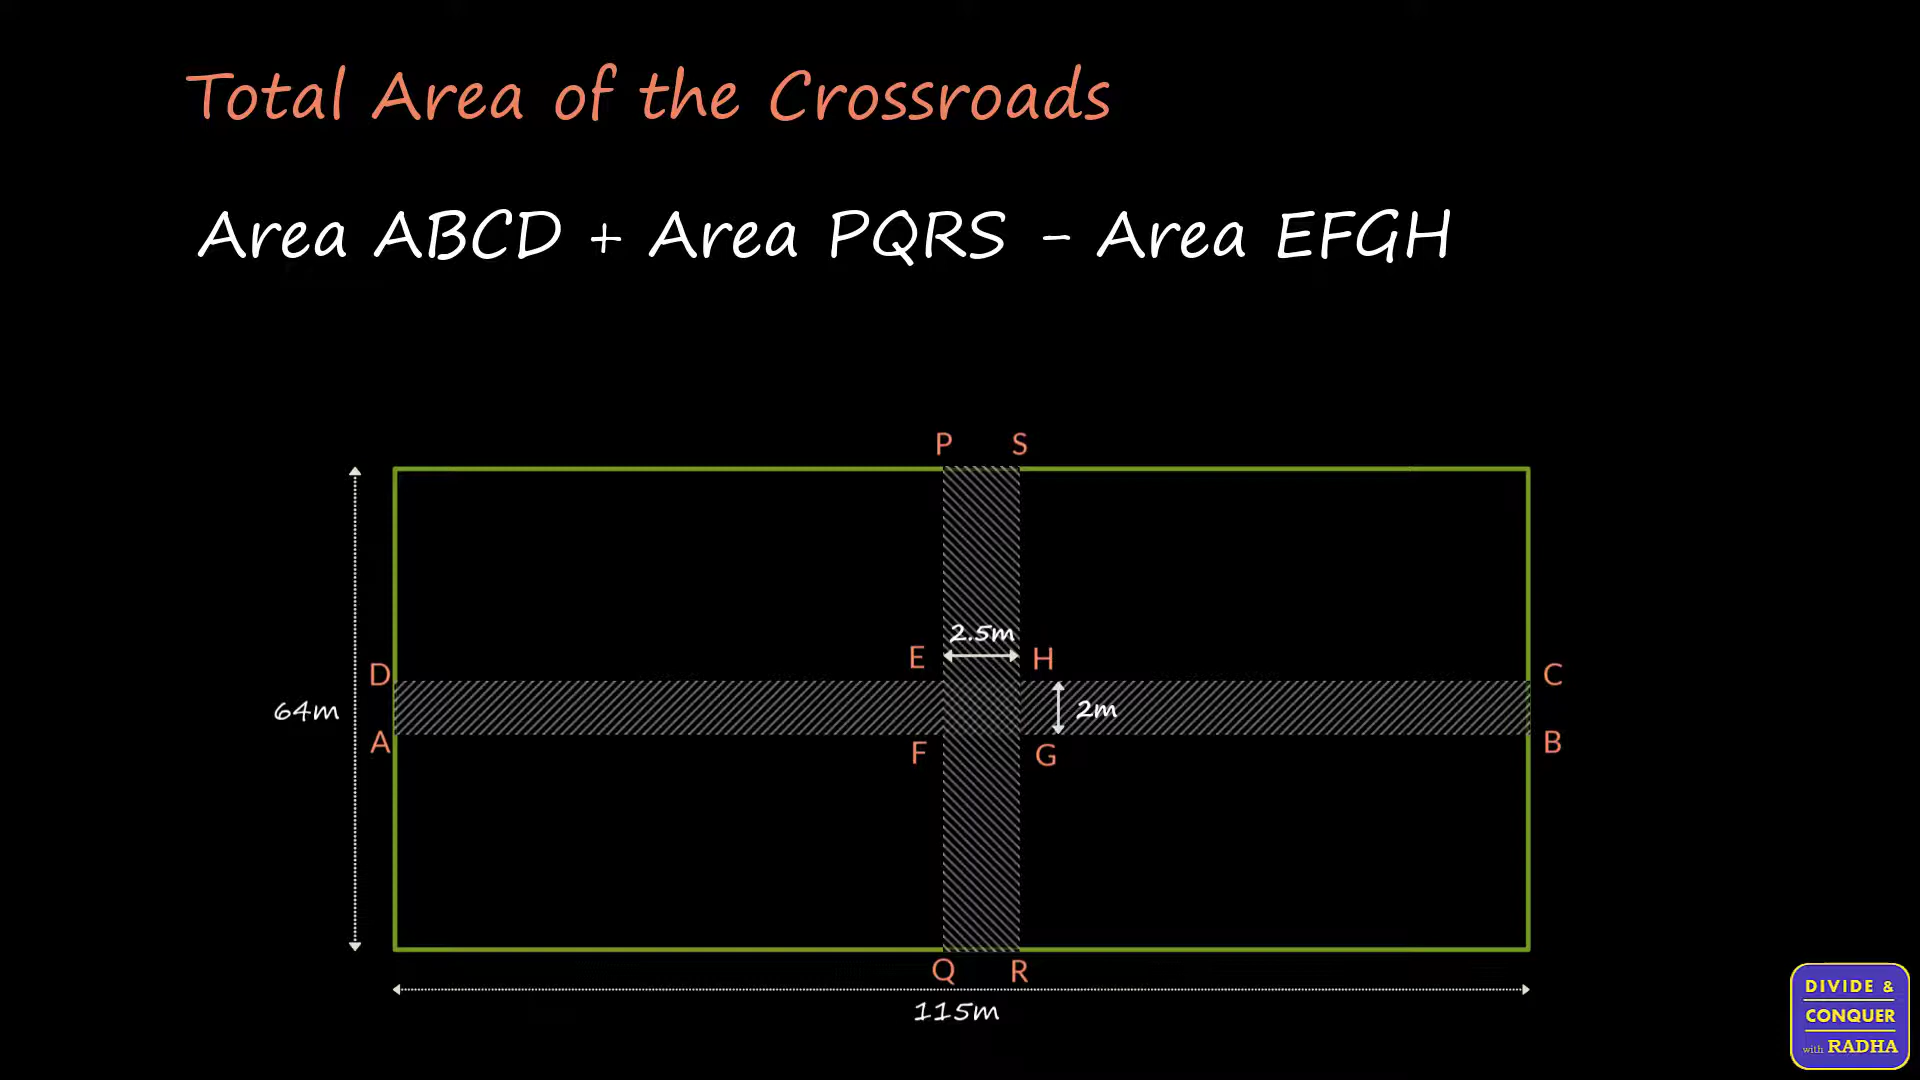 Total Area of the Crossroads
Area ABCD + Area PQRS - Area EFGH
P S
2.5m
E H
D C
64m 2m
A B
F G
Q R
115m
DIVIDE &
CONQUER
with RADHA